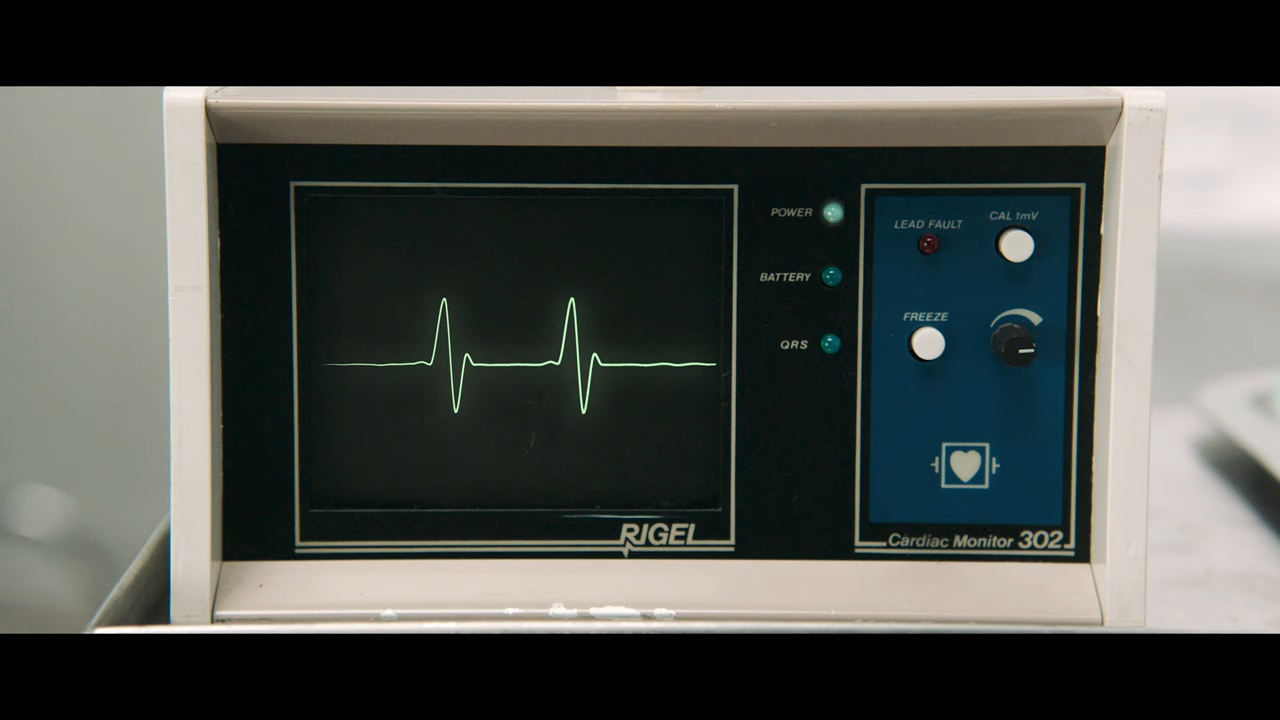 POWER
BATTERY
QRS
LEAD FAULT
CAL 1mV
FREEZE
RIGEL
Cardiac Monitor 302